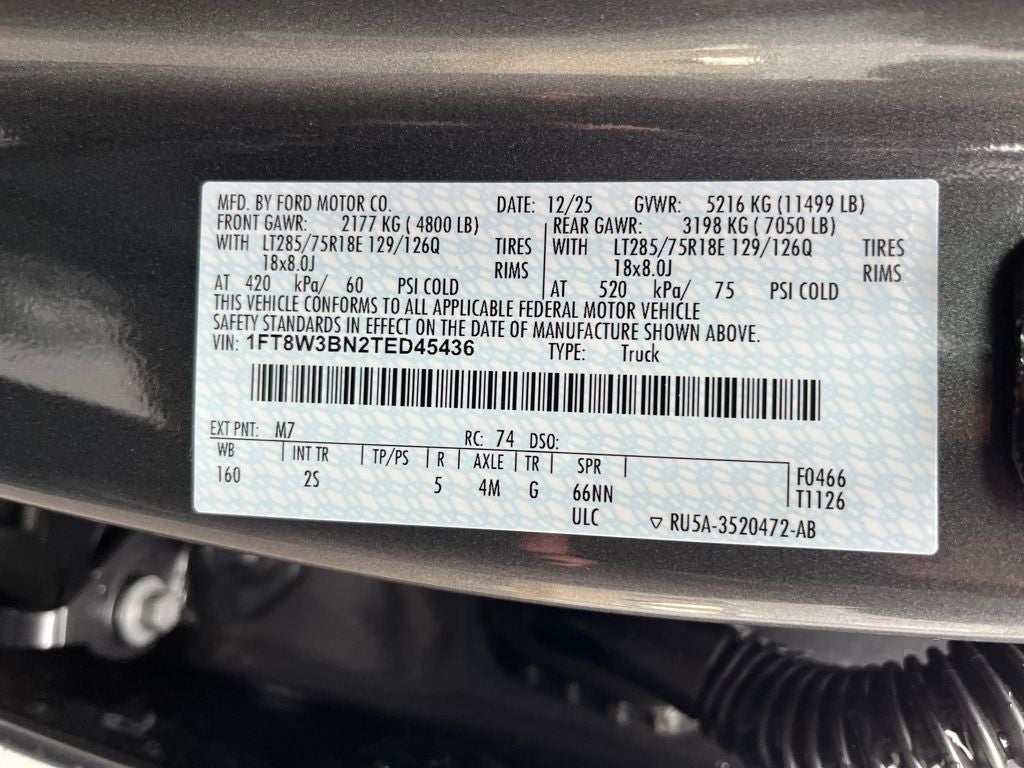 MFD. BY FORD MOTOR CO. DATE: 12/25 GVWR: 5216 KG (11499 LB)
FRONT GAWR: 2177 KG ( 4800 LB) REAR GAWR: 3198 KG ( 7050 LB)
WITH LT285/75R18E 129/126Q TIRES WITH LT285/75R18E 129/126Q TIRES
18x8.0J RIMS 18x8.0J RIMS
AT 420 kPa/ 60 PSI COLD AT 520 kPa/ 75 PSI COLD
THIS VEHICLE CONFORMS TO ALL APPLICABLE FEDERAL MOTOR VEHICLE
SAFETY STANDARDS IN EFFECT ON THE DATE OF MANUFACTURE SHOWN ABOVE.
VIN: 1FT8W3BN2TED45436 TYPE: Truck
EXT PNT: M7 RC: 74 DSO:
WB INT TR TP/PS R AXLE TR SPR
160 2S 5 4M G 66NN F0466
ULC T1126
▽ RU5A-3520472-AB